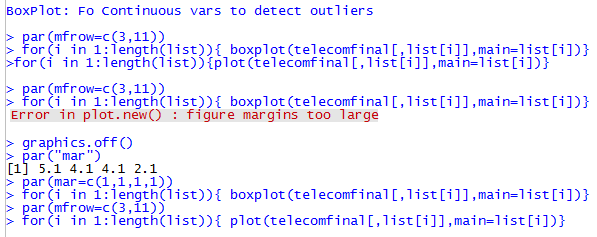 BoxPlot: Fo Continuous vars to detect outliers
> par(mfrow=c(3,11))
> for(i in 1:length(list)){ boxplot(telecomfinal[,list[i]],main=list[i])}
>for(i in 1:length(list)){plot(telecomfinal[,list[i]],main=list[i])}
> par(mfrow=c(3,11))
> for(i in 1:length(list)){ boxplot(telecomfinal[,list[i]],main=list[i])}
Error in plot.new() : figure margins too large
> graphics.off()
> par("mar")
[1] 5.1 4.1 4.1 2.1
> par(mar=c(1,1,1,1))
> for(i in 1:length(list)){ boxplot(telecomfinal[,list[i]],main=list[i])}
> par(mfrow=c(3,11))
> for(i in 1:length(list)){ plot(telecomfinal[,list[i]],main=list[i])}